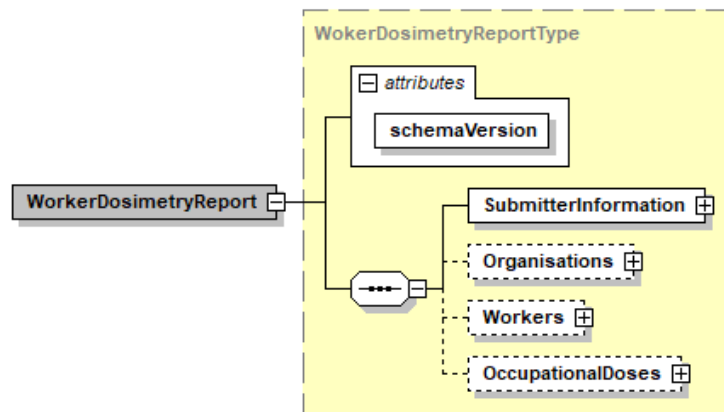 WokerDosimetryReportType
attributes
schemaVersion
WorkerDosimetryReport
SubmitterInformation
Organisations
Workers
OccupationalDoses